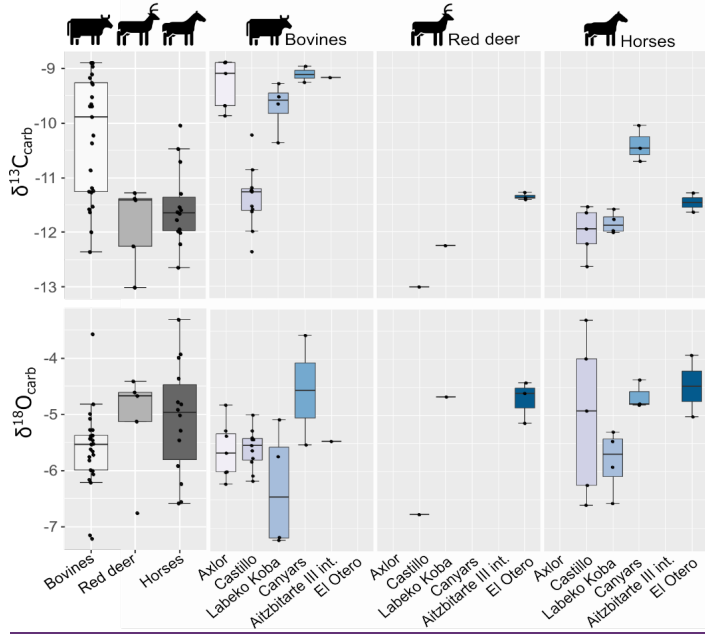 Bovines
Red deer
Horses
δ13Ccarb
-9
-10
-11
-12
-13
δ18Ocarb
-4
-5
-6
-7
Bovines
Red deer
Horses
Axlor
Castillo
Labeko Koba
Canyars
Aitzbitarte III int.
El Otero
Axlor
Castillo
Labeko Koba
Canyars
Aitzbitarte III int.
El Otero
Axlor
Castillo
Labeko Koba
Canyars
Aitzbitarte III int.
El Otero